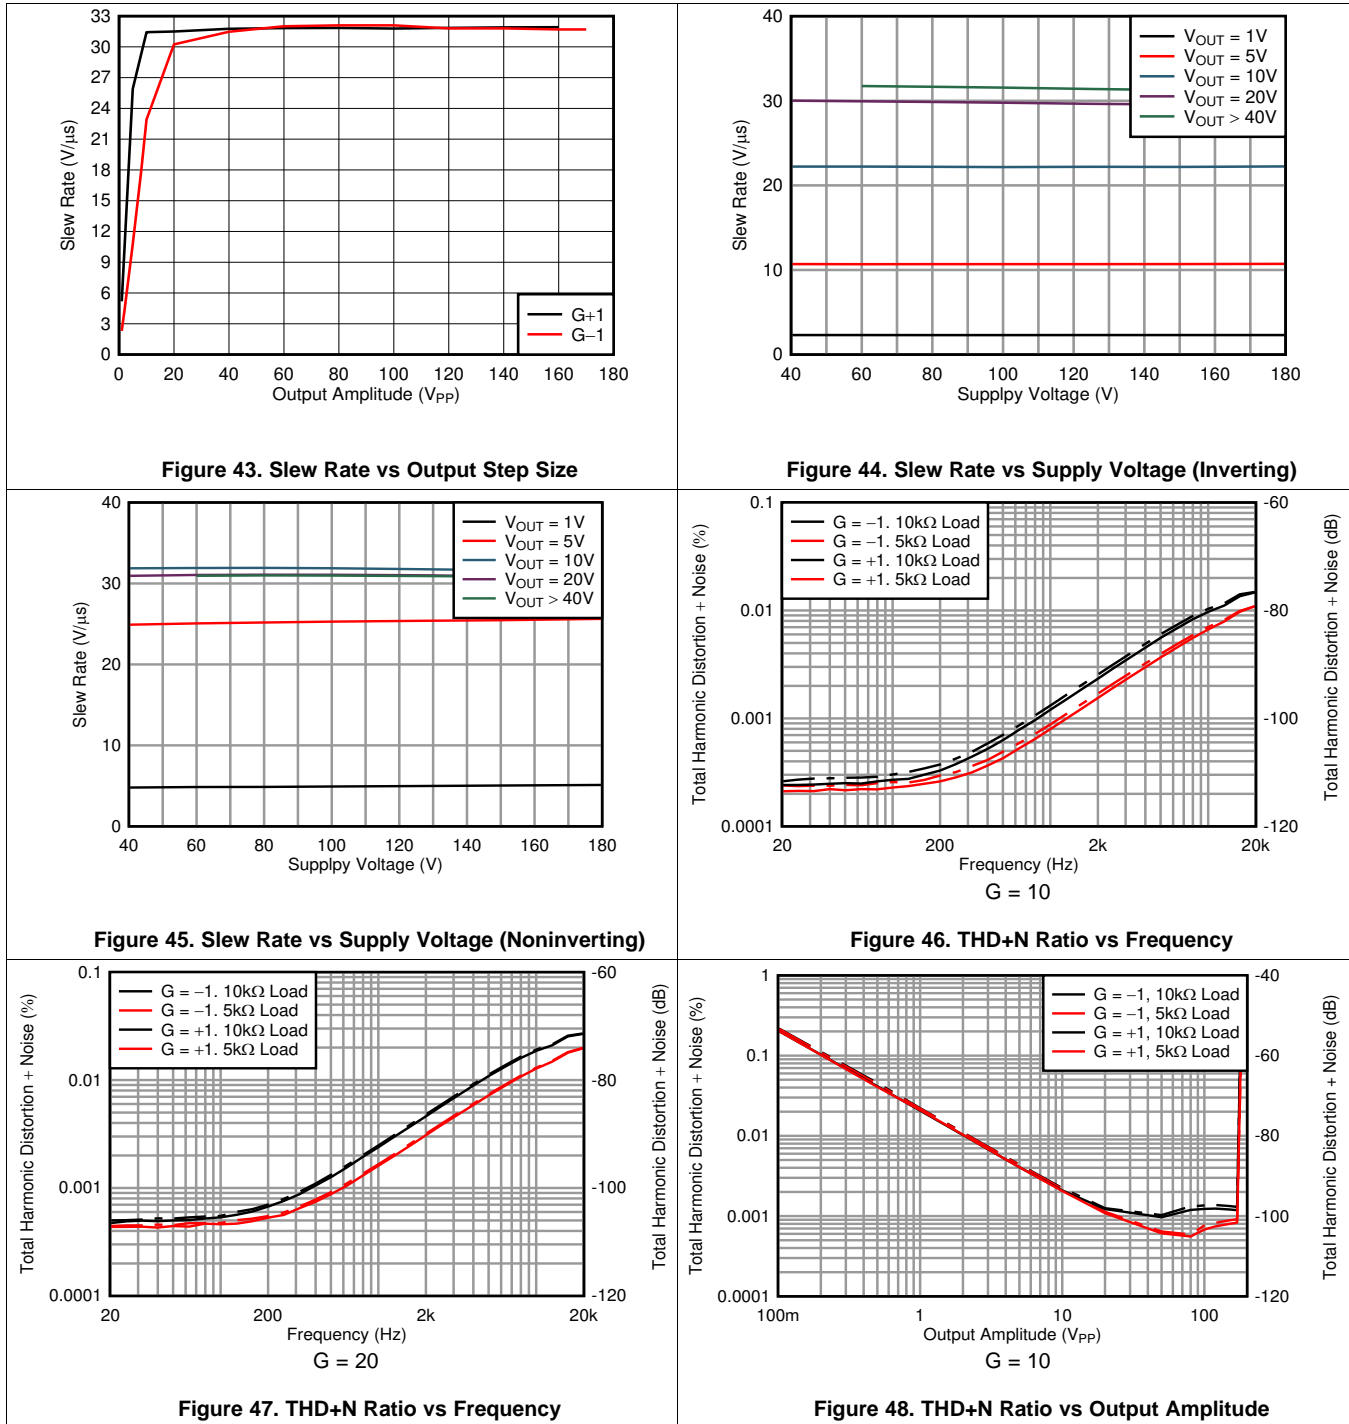 33
30
27
24
21
18
15
12
9
6
3
0
Slew Rate (V/µs)
G+1
G−1
0 20 40 60 80 100 120 140 160 180
Output Amplitude (VPP)
Figure 43. Slew Rate vs Output Step Size
40
30
20
10
0
Slew Rate (V/µs)
VOUT = 1V
VOUT = 5V
VOUT = 10V
VOUT = 20V
VOUT > 40V
40 60 80 100 120 140 160 180
Supplpy Voltage (V)
Figure 44. Slew Rate vs Supply Voltage (Inverting)
40
30
20
10
0
Slew Rate (V/µs)
VOUT = 1V
VOUT = 5V
VOUT = 10V
VOUT = 20V
VOUT > 40V
40 60 80 100 120 140 160 180
Supplpy Voltage (V)
Figure 45. Slew Rate vs Supply Voltage (Noninverting)
0.1
0.01
0.001
0.0001
Total Harmonic Distortion + Noise (%)
G = −1. 10kΩ Load
G = −1. 5kΩ Load
G = +1. 10kΩ Load
G = +1. 5kΩ Load
-60
-80
-100
-120
Total Harmonic Distortion + Noise (dB)
20 200 2k 20k
Frequency (Hz)
G = 10
Figure 46. THD+N Ratio vs Frequency
0.1
0.01
0.001
0.0001
Total Harmonic Distortion + Noise (%)
G = −1. 10kΩ Load
G = −1. 5kΩ Load
G = +1. 10kΩ Load
G = +1. 5kΩ Load
-60
-80
-100
-120
Total Harmonic Distortion + Noise (dB)
20 200 2k 20k
Frequency (Hz)
G = 20
Figure 47. THD+N Ratio vs Frequency
1
0.1
0.01
0.001
0.0001
Total Harmonic Distortion + Noise (%)
G = −1, 10kΩ Load
G = −1, 5kΩ Load
G = +1, 10kΩ Load
G = +1, 5kΩ Load
-40
-60
-80
-100
-120
Total Harmonic Distortion + Noise (dB)
100m 1 10 100
Output Amplitude (VPP)
G = 10
Figure 48. THD+N Ratio vs Output Amplitude